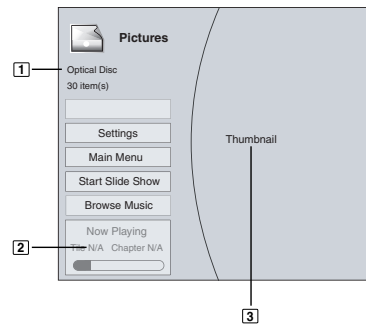 Pictures
1
Optical Disc
30 item(s)
Settings
Main Menu
Start Slide Show
Browse Music
Now Playing
2
Tile N/A Chapter N/A
Thumbnail
3